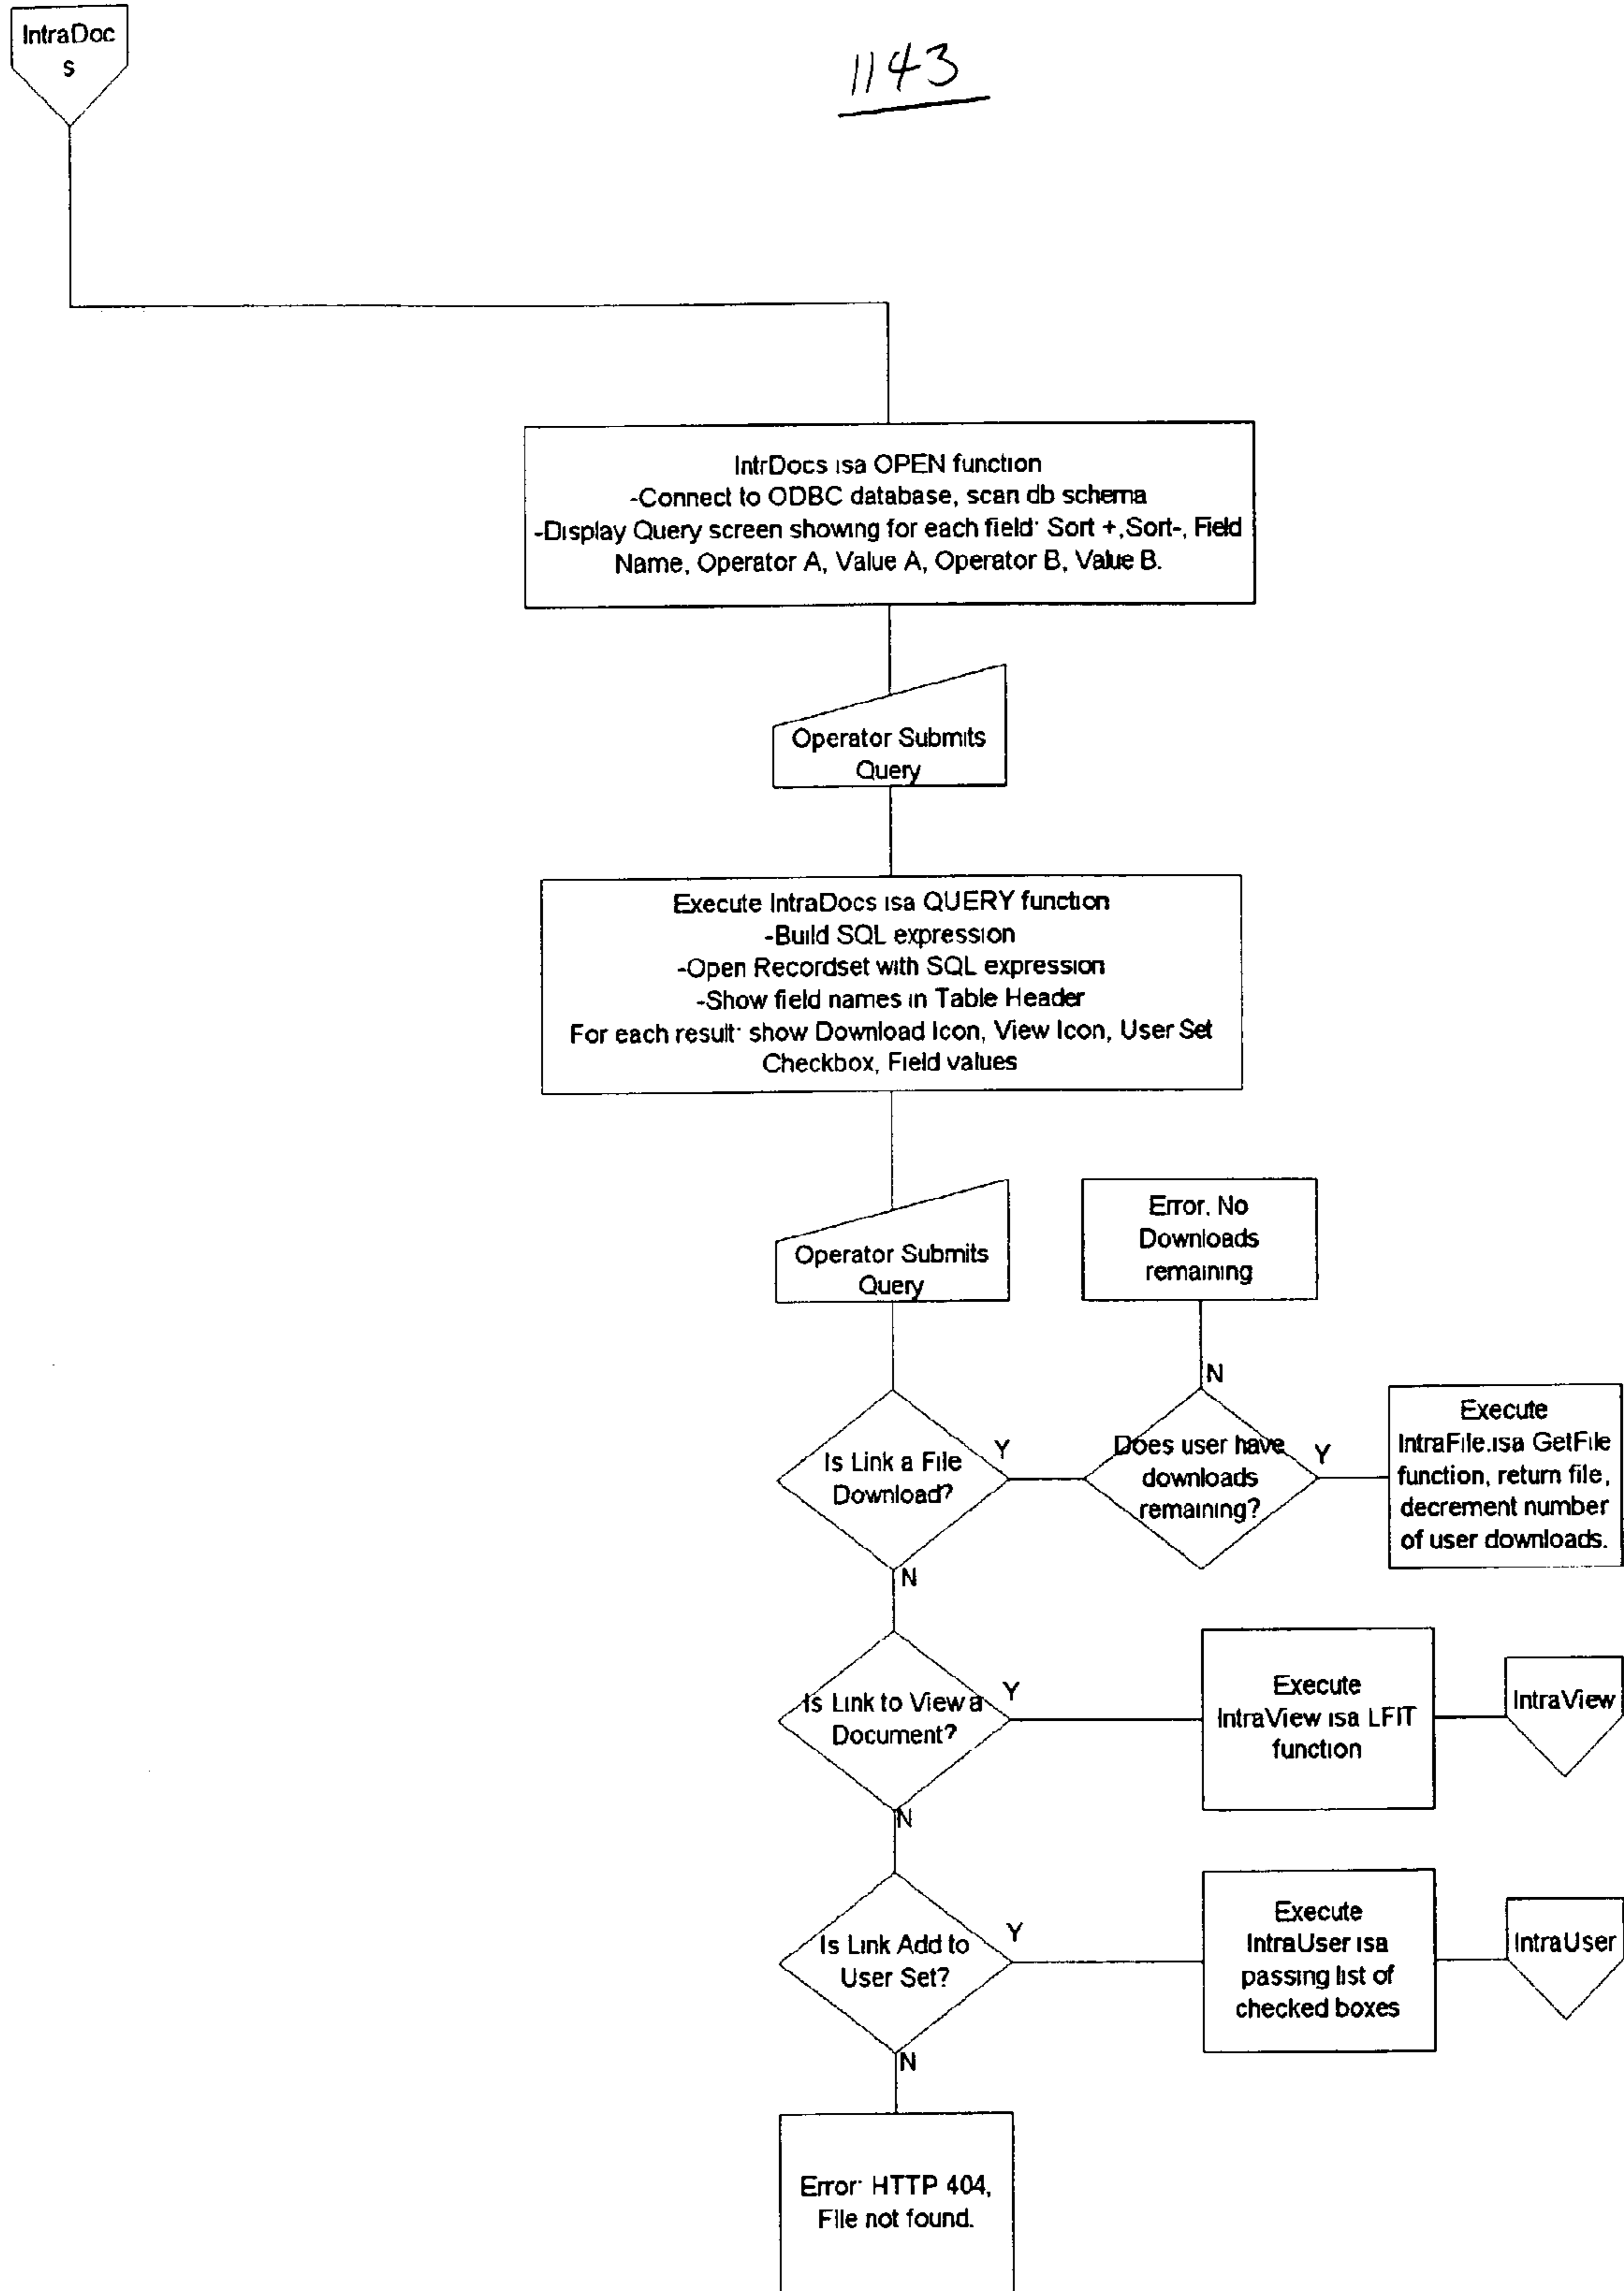 IntraDoc
s
1143
IntrDocs isa OPEN function
-Connect to ODBC database, scan db schema
-Display Query screen showing for each field: Sort +,Sort-, Field
Name, Operator A, Value A, Operator B, Value B.
Operator Submits
Query
Execute IntraDocs isa QUERY function
-Build SQL expression
-Open Recordset with SQL expression
-Show field names in Table Header
For each result: show Download Icon, View Icon, User Set
Checkbox, Field values
Operator Submits
Query
Error. No
Downloads
remaining
N
Is Link a File
Download?
Y
Does user have
downloads
remaining?
Y
Execute
IntraFile.isa GetFile
function, return file,
decrement number
of user downloads.
N
Is Link to View a
Document?
Y
Execute
IntraView isa LFIT
function
IntraView
N
Is Link Add to
User Set?
Y
Execute
IntraUser isa
passing list of
checked boxes
IntraUser
N
Error: HTTP 404,
File not found.